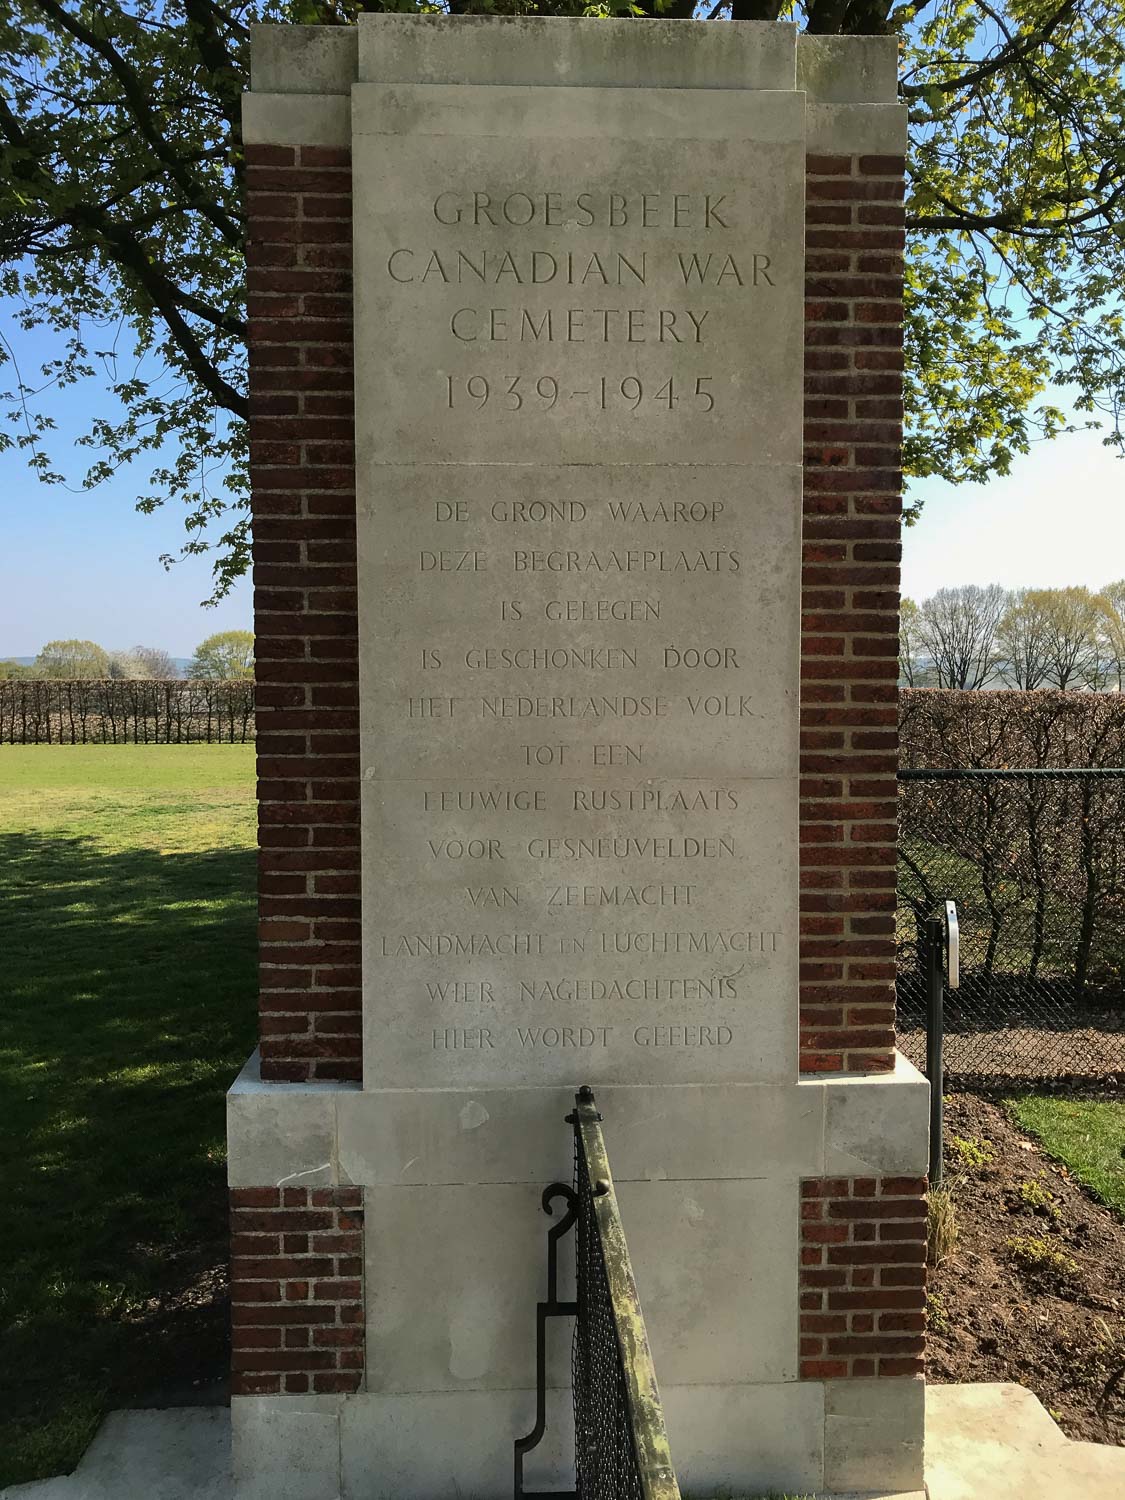 GROESBEEK
CANADIAN WAR
CEMETERY
1939-1945
DE GROND WAAROP
DEZE BEGRAAFPLAATS
IS GELEGEN
IS GESCHONKEN DOOR
HET NEDERLANDSE VOLK
TOT EEN
EEUWIGE RUSTPLAATS
VOOR GESNEUVELDEN
VAN ZEEMACHT
LANDMACHT EN LUCHTMACHT
WIER NAGEDACHTENIS
HIER WORDT GEEERD